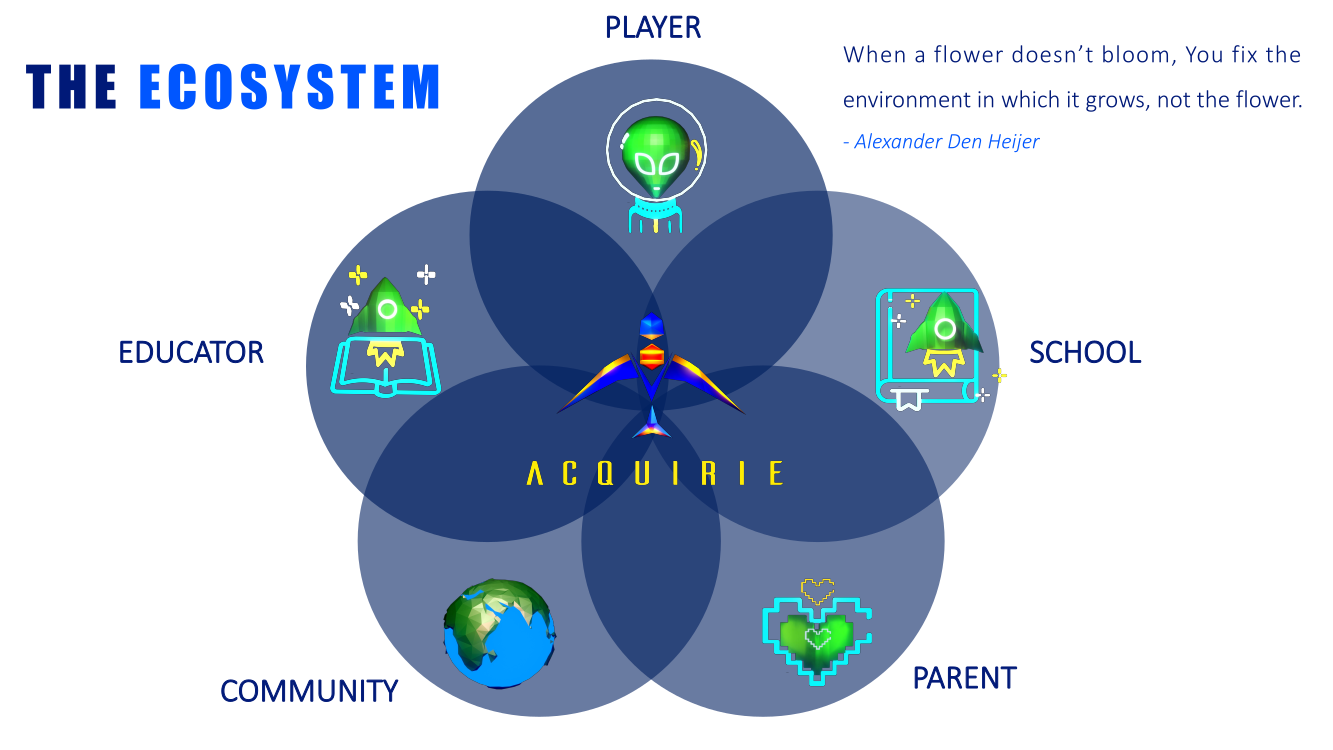 PLAYER
THE ECOSYSTEM
When a flower doesn’t bloom, You fix the
environment in which it grows, not the flower.
- Alexander Den Heijer
EDUCATOR
SCHOOL
ACQUIRIE
COMMUNITY
PARENT